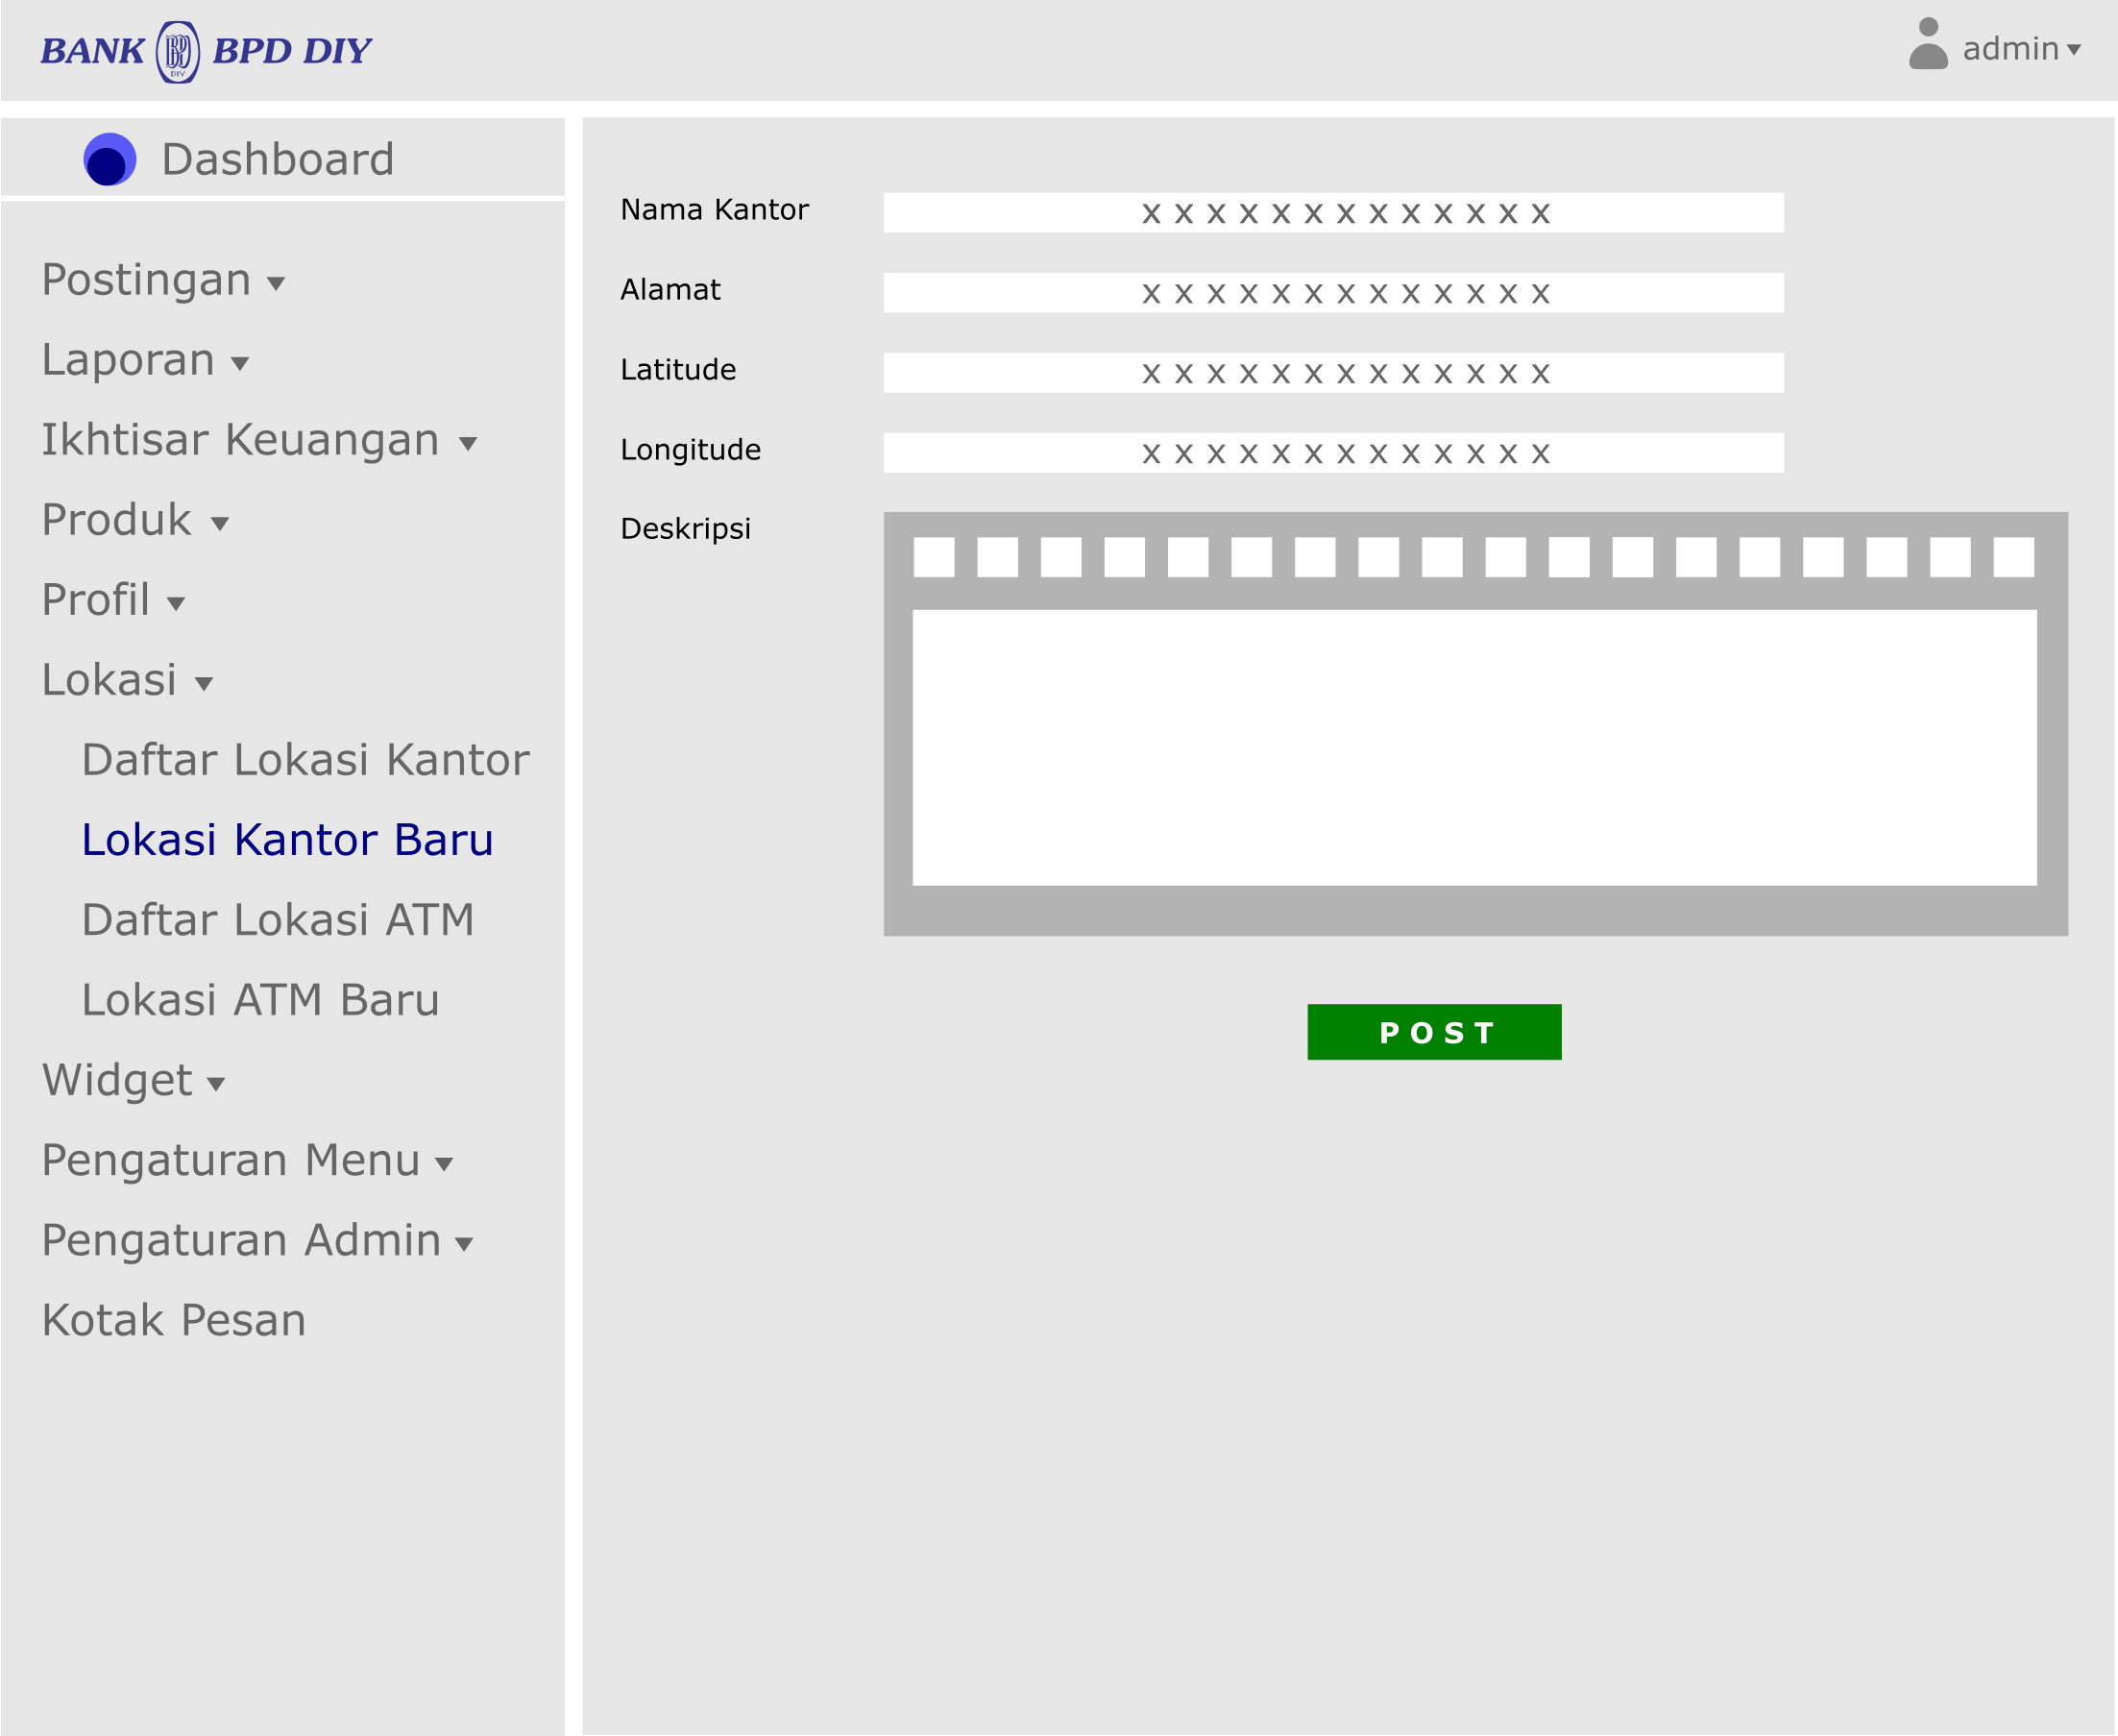 BANK BPD DIY BPD DIY
admin
Dashboard
Postingan
Laporan
Ikhtisar Keuangan
Produk
Profil
Lokasi
Daftar Lokasi Kantor
Lokasi Kantor Baru
Daftar Lokasi ATM
Lokasi ATM Baru
Widget
Pengaturan Menu
Pengaturan Admin
Kotak Pesan
Nama Kantor x x x x x x x x x x x x x
Alamat x x x x x x x x x x x x x
Latitude x x x x x x x x x x x x x
Longitude x x x x x x x x x x x x x
Deskripsi
POST